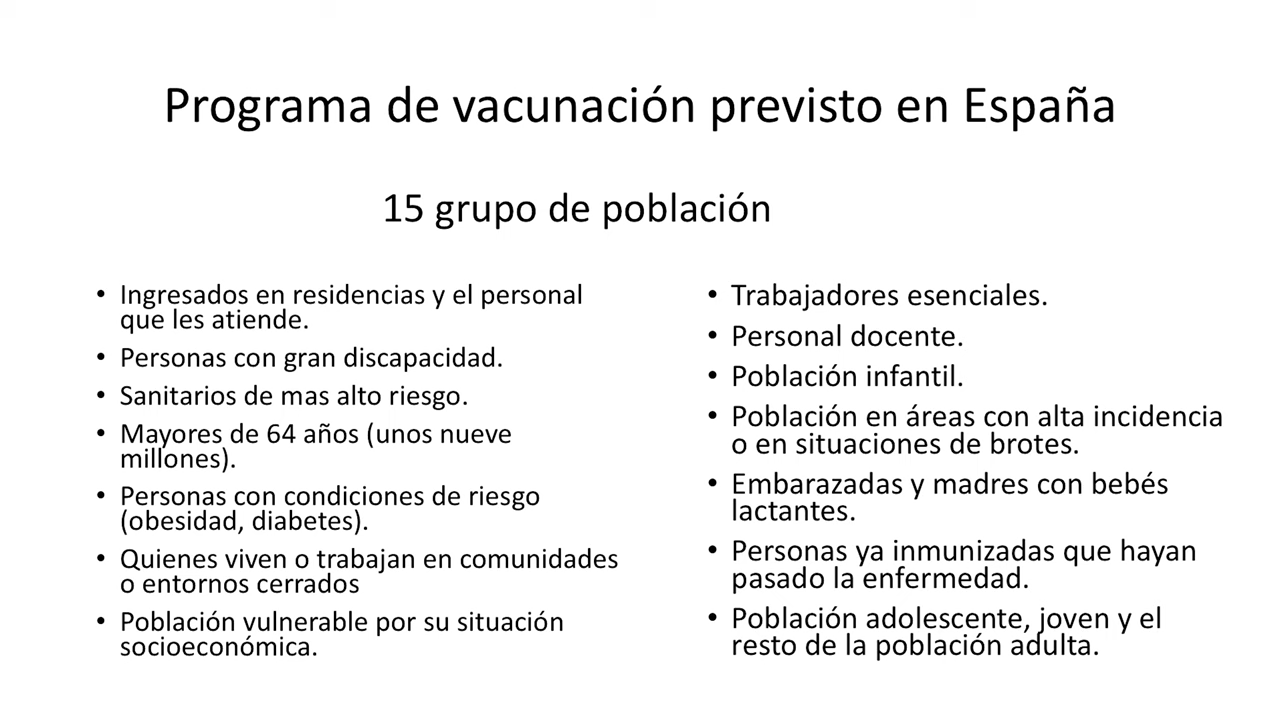 Programa de vacunación previsto en España
15 grupo de población
• Ingresados en residencias y el personal
que les atiende.
• Personas con gran discapacidad.
• Sanitarios de mas alto riesgo.
• Mayores de 64 años (unos nueve
millones).
• Personas con condiciones de riesgo
(obesidad, diabetes).
• Quienes viven o trabajan en comunidades
o entornos cerrados
• Población vulnerable por su situación
socioeconómica.
• Trabajadores esenciales.
• Personal docente.
• Población infantil.
• Población en áreas con alta incidencia
o en situaciones de brotes.
• Embarazadas y madres con bebés
lactantes.
• Personas ya inmunizadas que hayan
pasado la enfermedad.
• Población adolescente, joven y el
resto de la población adulta.